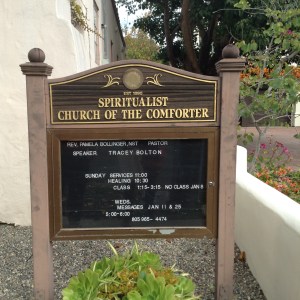 SPIRITUALIST
CHURCH OF THE COMFORTER
REV. PAMELA BOLLINGER, NST PASTOR
SPEAKER TRACEY BOLTON
SUNDAY SERVICES 11:00
HEALING 10:30
CLASS 1:15-3:15 NO CLASS JAN 8
WEDS.
MESSAGES JAN 11 & 25
5:00-6:00
805 965-4474